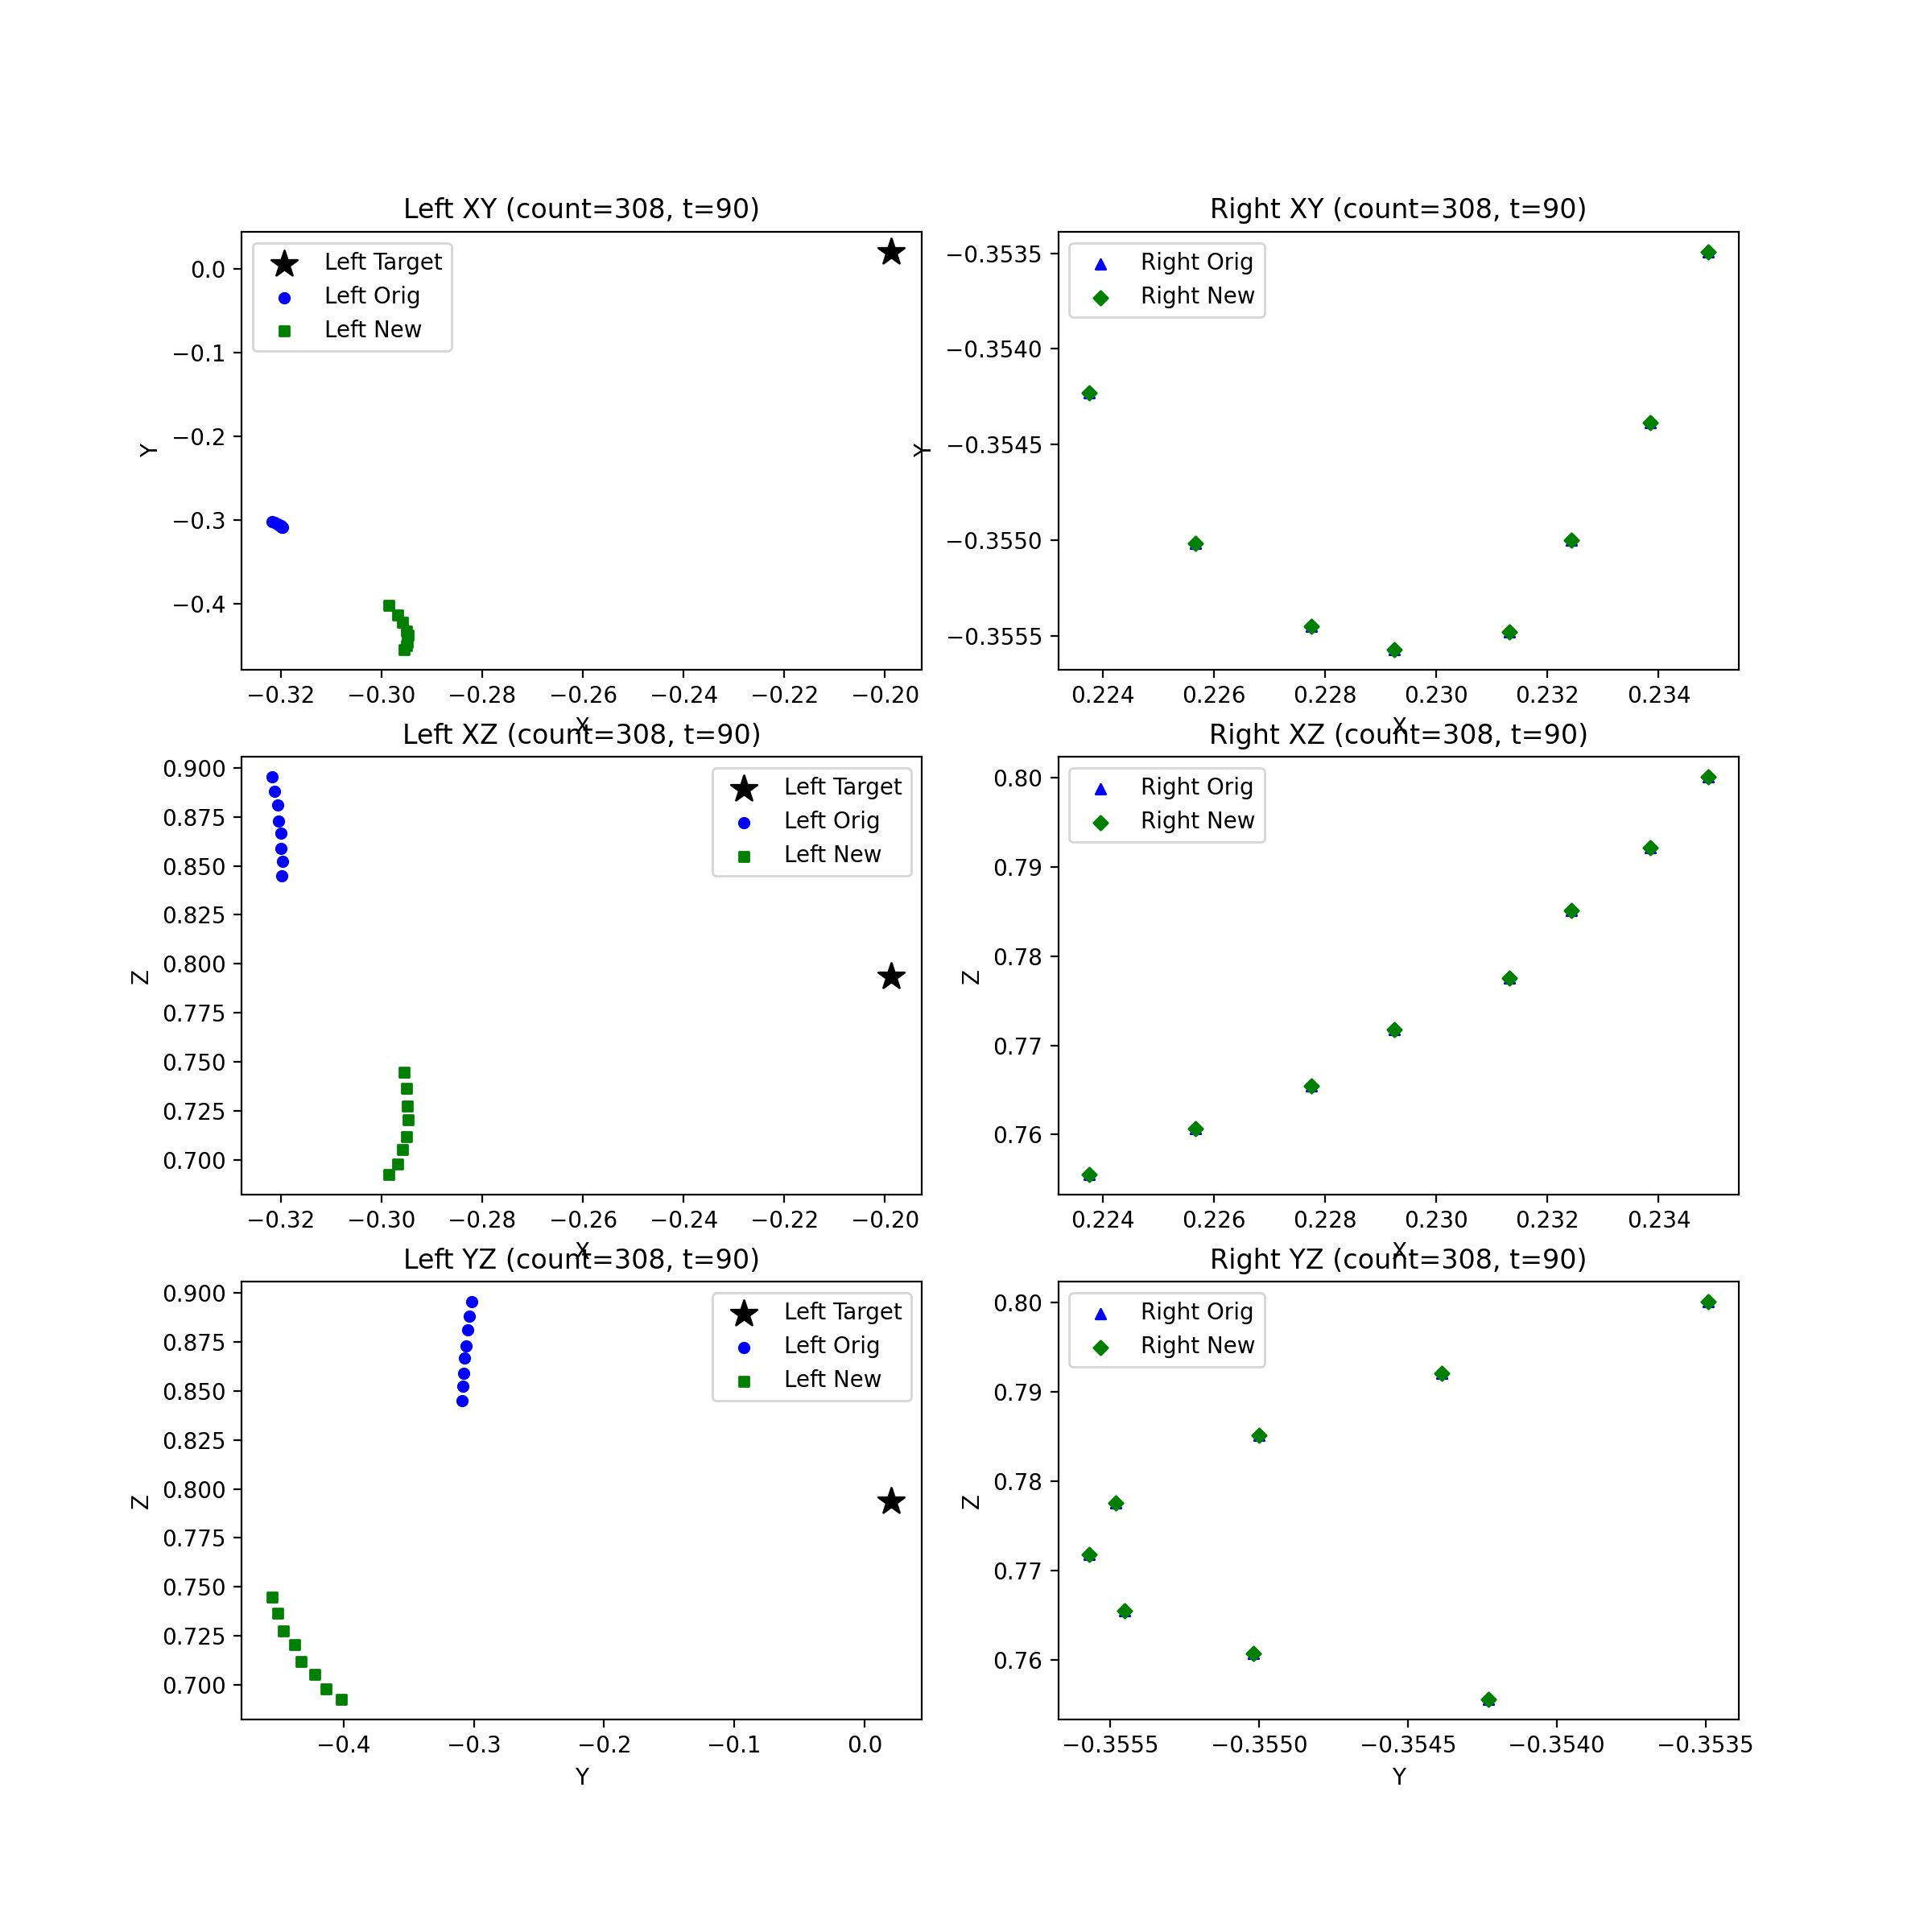 Left XY (count=308, t=90)
Left Target
Left Orig
Left New
0.0
−0.1
−0.2
−0.3
−0.4
Y
−0.32 −0.30 −0.28 −0.26 −0.24 −0.22 −0.20
X
Right XY (count=308, t=90)
Right Orig
Right New
−0.3535
−0.3540
−0.3545
−0.3550
−0.3555
Y
0.224 0.226 0.228 0.230 0.232 0.234
X
Left XZ (count=308, t=90)
Left Target
Left Orig
Left New
0.900
0.875
0.850
0.825
0.800
0.775
0.750
0.725
0.700
Z
−0.32 −0.30 −0.28 −0.26 −0.24 −0.22 −0.20
X
Right XZ (count=308, t=90)
Right Orig
Right New
0.80
0.79
0.78
0.77
0.76
Z
0.224 0.226 0.228 0.230 0.232 0.234
X
Left YZ (count=308, t=90)
Left Target
Left Orig
Left New
0.900
0.875
0.850
0.825
0.800
0.775
0.750
0.725
0.700
Z
−0.4 −0.3 −0.2 −0.1 0.0
Y
Right YZ (count=308, t=90)
Right Orig
Right New
0.80
0.79
0.78
0.77
0.76
Z
−0.3555 −0.3550 −0.3545 −0.3540 −0.3535
Y